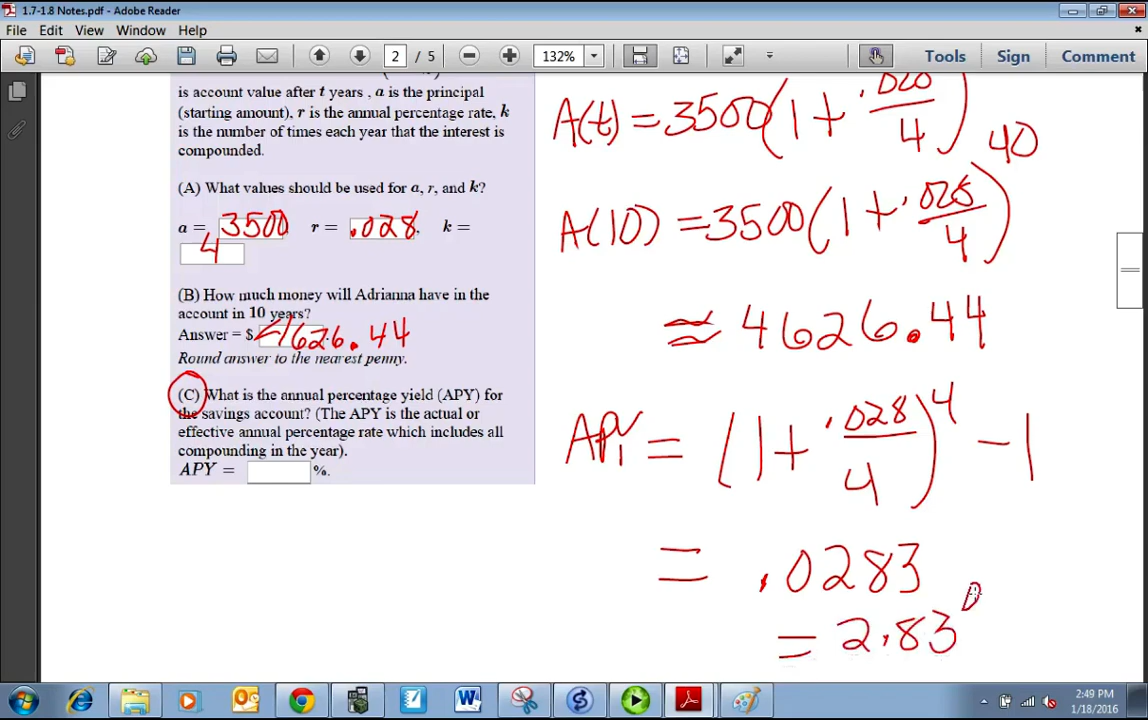 1.7-1.8 Notes.pdf - Adobe Reader
File Edit View Window Help
2 / 5 132% Tools Sign Comment
is account value after t years , a is the principal
(starting amount), r is the annual percentage rate, k
is the number of times each year that the interest is
compounded.
(A) What values should be used for a, r, and k?
a = 3500 r = .028, k =
4
(B) How much money will Adrianna have in the
account in 10 years?
Answer = $ 4626.44.
Round answer to the nearest penny.
(C) What is the annual percentage yield (APY) for
the savings account? (The APY is the actual or
effective annual percentage rate which includes all
compounding in the year).
APY = %.
A(t) = 3500(1 + .028/4)
A(10) = 3500(1 + .028/4)^40
≈ 4626.44
APY = (1 + .028/4)^4 - 1
= .0283
= 2.83
2:49 PM
1/18/2016